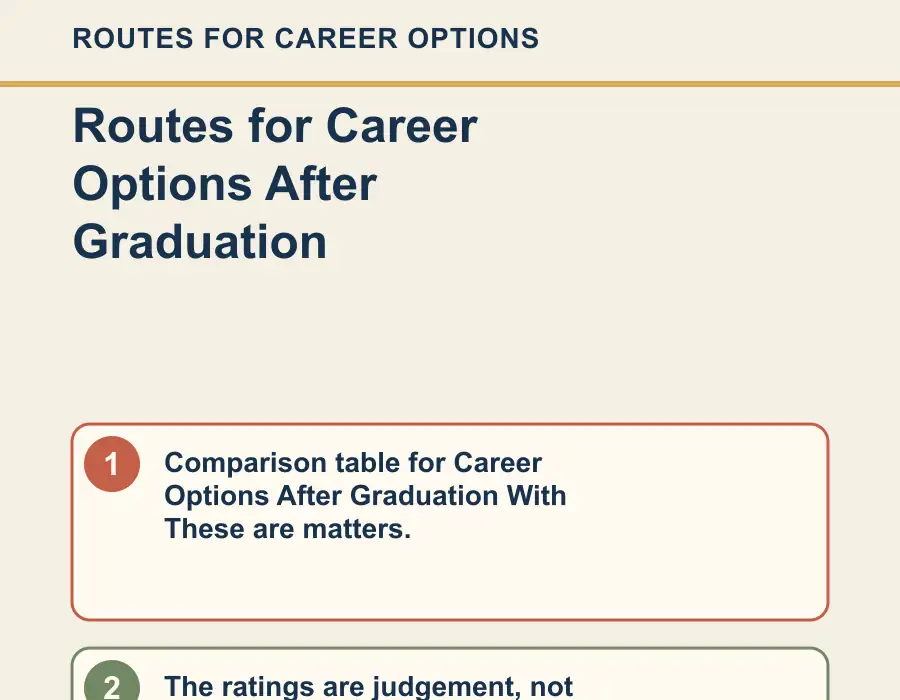 ROUTES FOR CAREER OPTIONS
Routes for Career
Options After
Graduation
1
Comparison table for Career
Options After Graduation With
These are matters.
2
The ratings are judgement, not